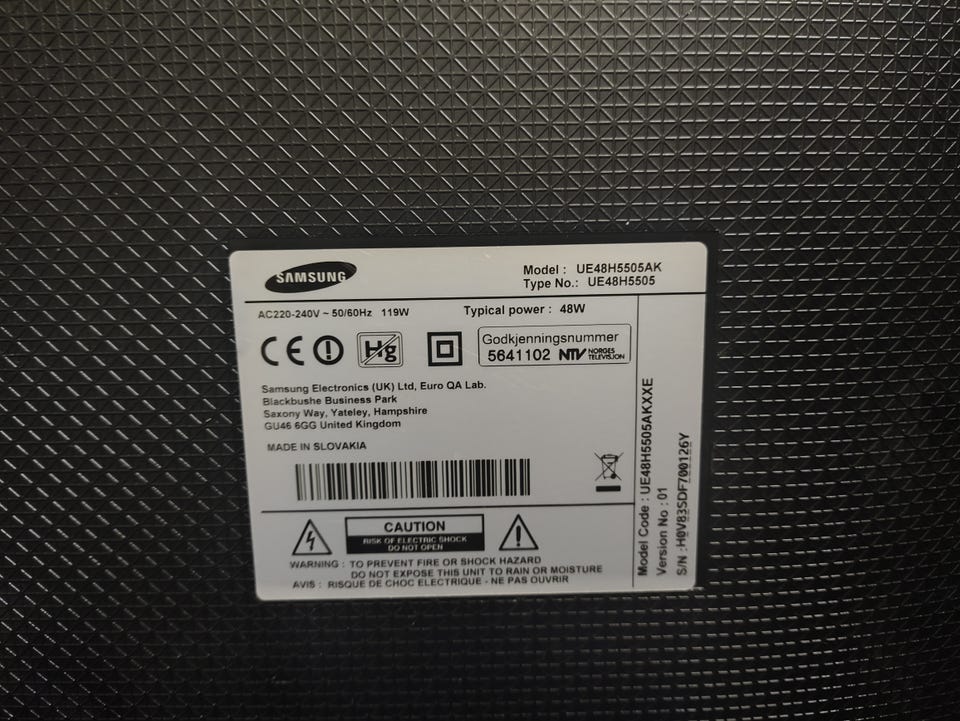 SAMSUNG
Model : UE48H5505AK
Type No.: UE48H5505
AC220-240V ~ 50/60Hz 119W
Typical power : 48W
CE
Hg
Godkjenningsnummer
5641102 NTV NORGES
TELEVISJON
Samsung Electronics (UK) Ltd, Euro QA Lab.
Blackbushe Business Park
Saxony Way, Yateley, Hampshire
GU46 6GG United Kingdom
MADE IN SLOVAKIA
CAUTION
RISK OF ELECTRIC SHOCK
DO NOT OPEN
WARNING : TO PREVENT FIRE OR SHOCK HAZARD
DO NOT EXPOSE THIS UNIT TO RAIN OR MOISTURE
AVIS : RISQUE DE CHOC ELECTRIQUE - NE PAS OUVRIR
Model Code : UE48H5505AKXXE
Version No : 01
S/N : H0V83SDF700126Y